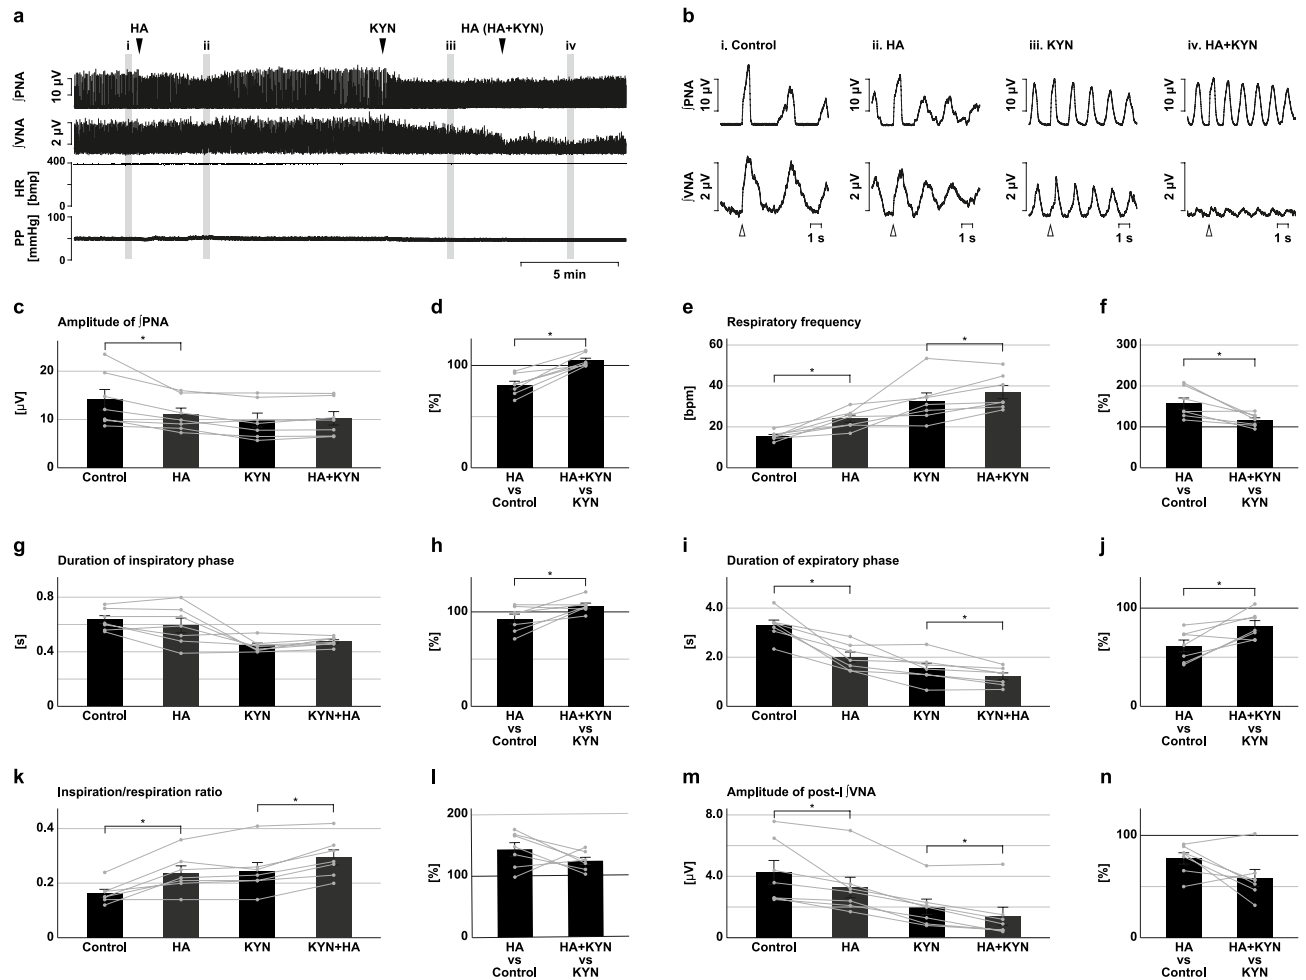 a
HA
KYN
HA (HA+KYN)
i
ii
iii
iv
∫PNA
10 µV
∫VNA
2 µV
HR
[bmp]
400
0
PP
[mmHg]
100
0
5 min
b
i. Control
ii. HA
iii. KYN
iv. HA+KYN
∫PNA
10 µV
10 µV
10 µV
10 µV
∫VNA
2 µV
2 µV
2 µV
2 µV
1 s
1 s
1 s
1 s
c
Amplitude of ∫PNA
*
[µV]
20
10
0
Control
HA
KYN
HA+KYN
d
*
[%]
100
0
HA
vs
Control
HA+KYN
vs
KYN
e
Respiratory frequency
*
*
[bpm]
60
40
20
0
Control
HA
KYN
HA+KYN
f
*
[%]
300
200
100
0
HA
vs
Control
HA+KYN
vs
KYN
g
Duration of inspiratory phase
[s]
0.8
0.4
0
Control
HA
KYN
KYN+HA
h
*
[%]
100
0
HA
vs
Control
HA+KYN
vs
KYN
i
Duration of expiratory phase
*
*
[s]
4.0
2.0
0
Control
HA
KYN
KYN+HA
j
*
[%]
100
0
HA
vs
Control
HA+KYN
vs
KYN
k
Inspiration/respiration ratio
*
*
0.4
0.2
0
Control
HA
KYN
KYN+HA
l
[%]
200
100
0
HA
vs
Control
HA+KYN
vs
KYN
m
Amplitude of post-I ∫VNA
*
*
[µV]
8.0
4.0
0
Control
HA
KYN
HA+KYN
n
[%]
100
0
HA
vs
Control
HA+KYN
vs
KYN